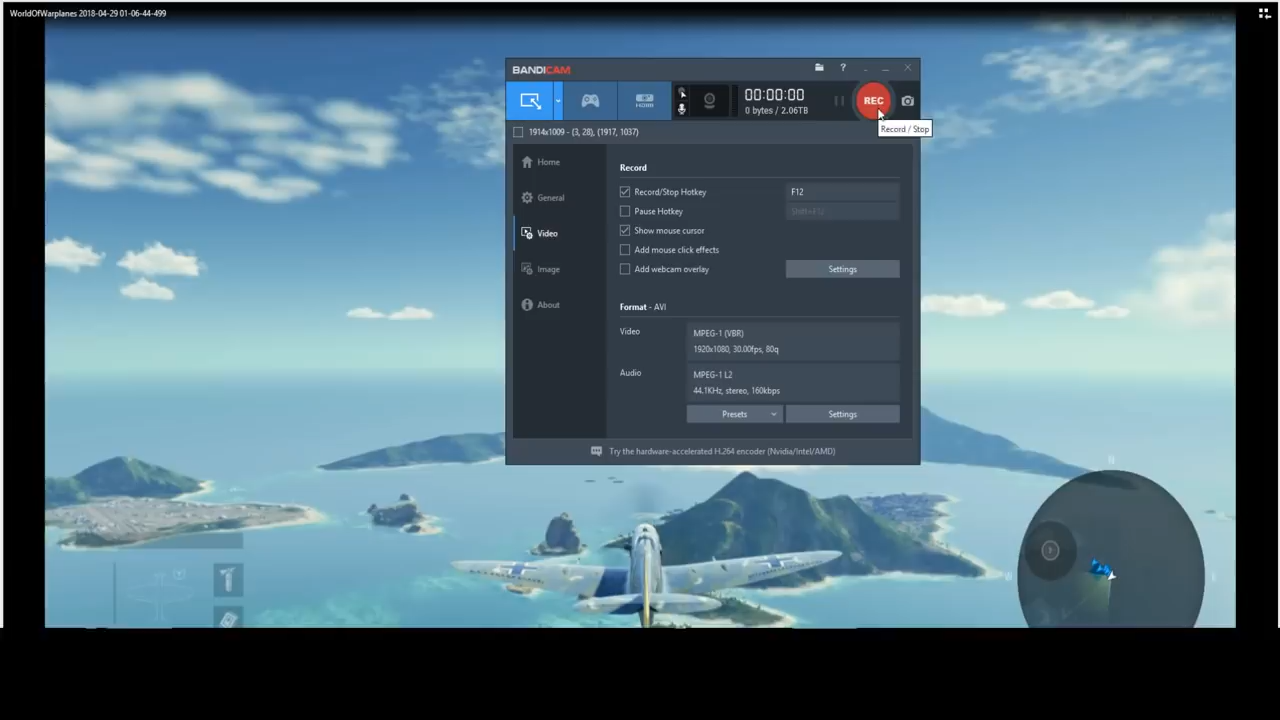 WorldOfWarplanes 2018-04-29 01-06-44-499
BANDICAM
?
HDMI
00:00:00
0 bytes / 2.06TB
REC
Record / Stop
1914x1009 - (3, 28), (1917, 1037)
Home
General
Video
Image
About
Record
Record/Stop Hotkey
F12
Pause Hotkey
Shift+F12
Show mouse cursor
Add mouse click effects
Add webcam overlay
Settings
Format - AVI
Video
MPEG-1 (VBR)
1920x1080, 30.00fps, 80q
Audio
MPEG-1 L2
44.1KHz, stereo, 160kbps
Presets
Settings
Try the hardware-accelerated H.264 encoder (Nvidia/Intel/AMD)
N